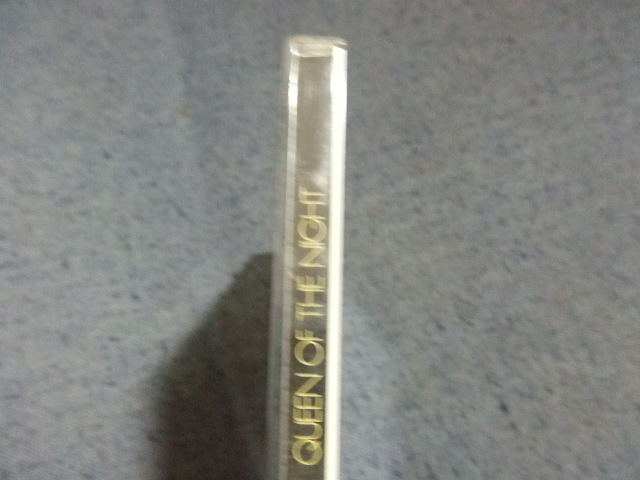 QUEEN OF THE NIGHT